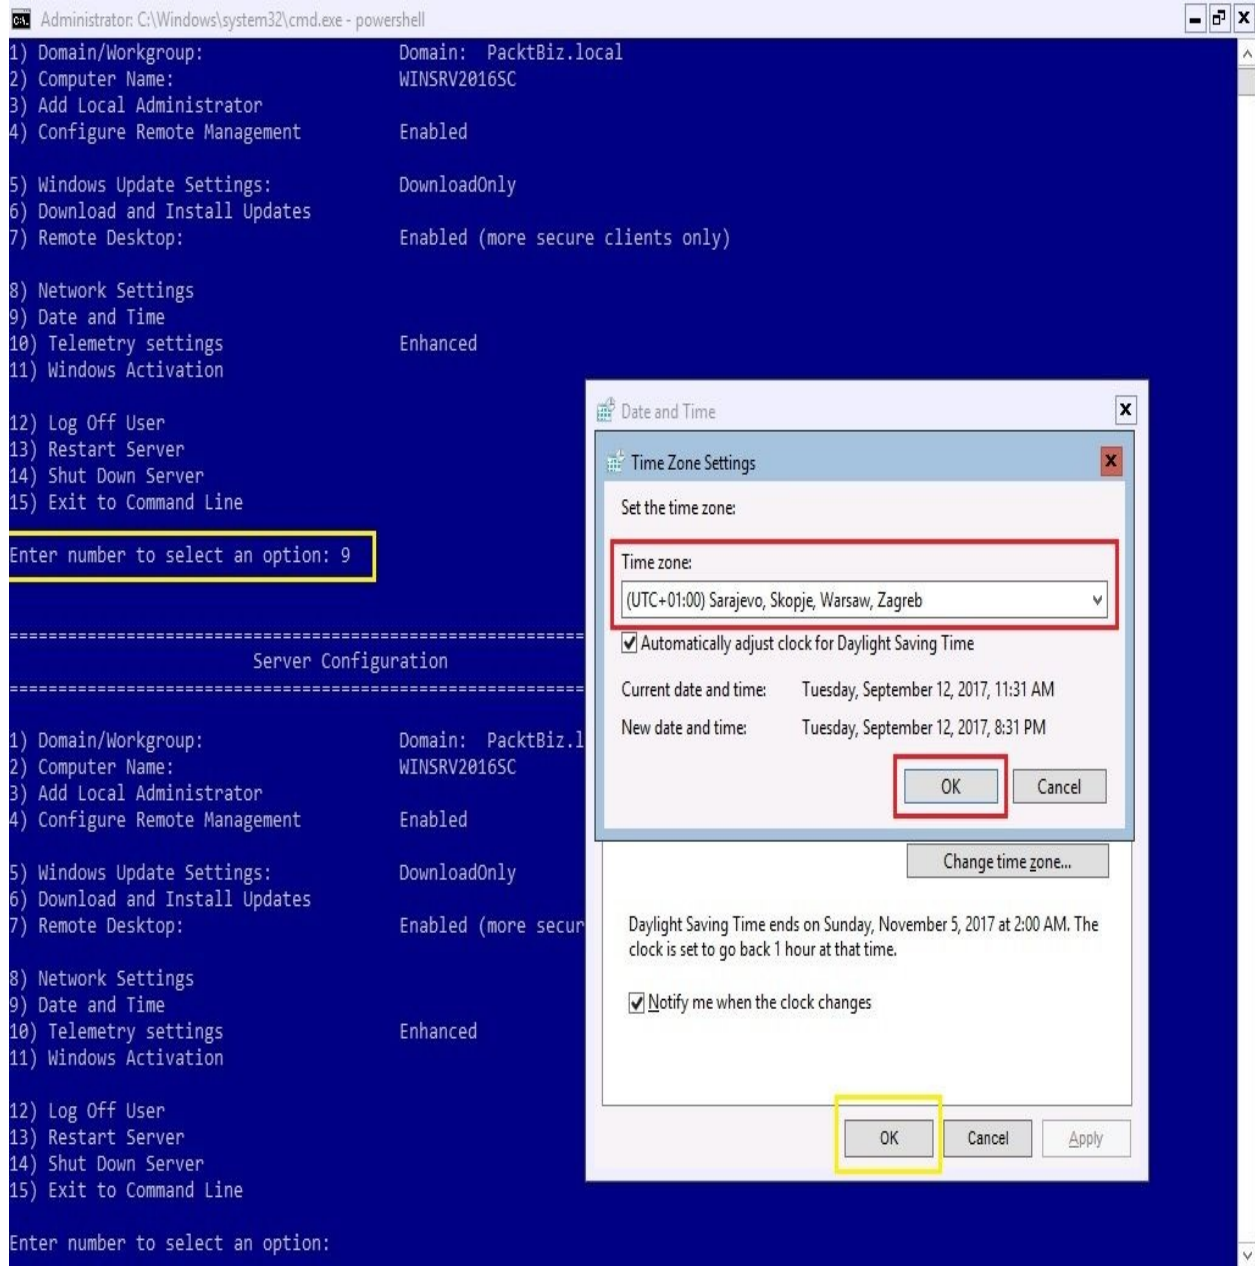 Administrator: C:\Windows\system32\cmd.exe - powershell
1) Domain/Workgroup: Domain: PacktBiz.local
2) Computer Name: WINSRV2016SC
3) Add Local Administrator
4) Configure Remote Management Enabled
5) Windows Update Settings: DownloadOnly
6) Download and Install Updates
7) Remote Desktop: Enabled (more secure clients only)
8) Network Settings
9) Date and Time
10) Telemetry settings Enhanced
11) Windows Activation
12) Log Off User
13) Restart Server
14) Shut Down Server
15) Exit to Command Line
Enter number to select an option: 9
Server Configuration
1) Domain/Workgroup: Domain: PacktBiz.l
2) Computer Name: WINSRV2016SC
3) Add Local Administrator
4) Configure Remote Management Enabled
5) Windows Update Settings: DownloadOnly
6) Download and Install Updates
7) Remote Desktop: Enabled (more secur
8) Network Settings
9) Date and Time
10) Telemetry settings Enhanced
11) Windows Activation
12) Log Off User
13) Restart Server
14) Shut Down Server
15) Exit to Command Line
Enter number to select an option:
Date and Time
Time Zone Settings
Set the time zone:
Time zone:
(UTC+01:00) Sarajevo, Skopje, Warsaw, Zagreb
Automatically adjust clock for Daylight Saving Time
Current date and time: Tuesday, September 12, 2017, 11:31 AM
New date and time: Tuesday, September 12, 2017, 8:31 PM
OK Cancel
Change time zone...
Daylight Saving Time ends on Sunday, November 5, 2017 at 2:00 AM. The
clock is set to go back 1 hour at that time.
Notify me when the clock changes
OK Cancel Apply